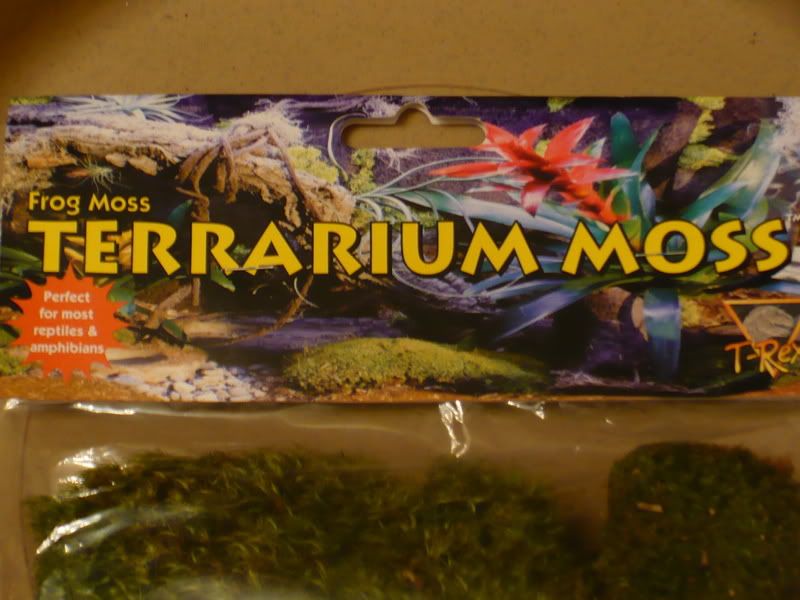 Frog Moss
TERRARIUM MOSS
Perfect
for most
reptiles &
amphibians
T-Rex